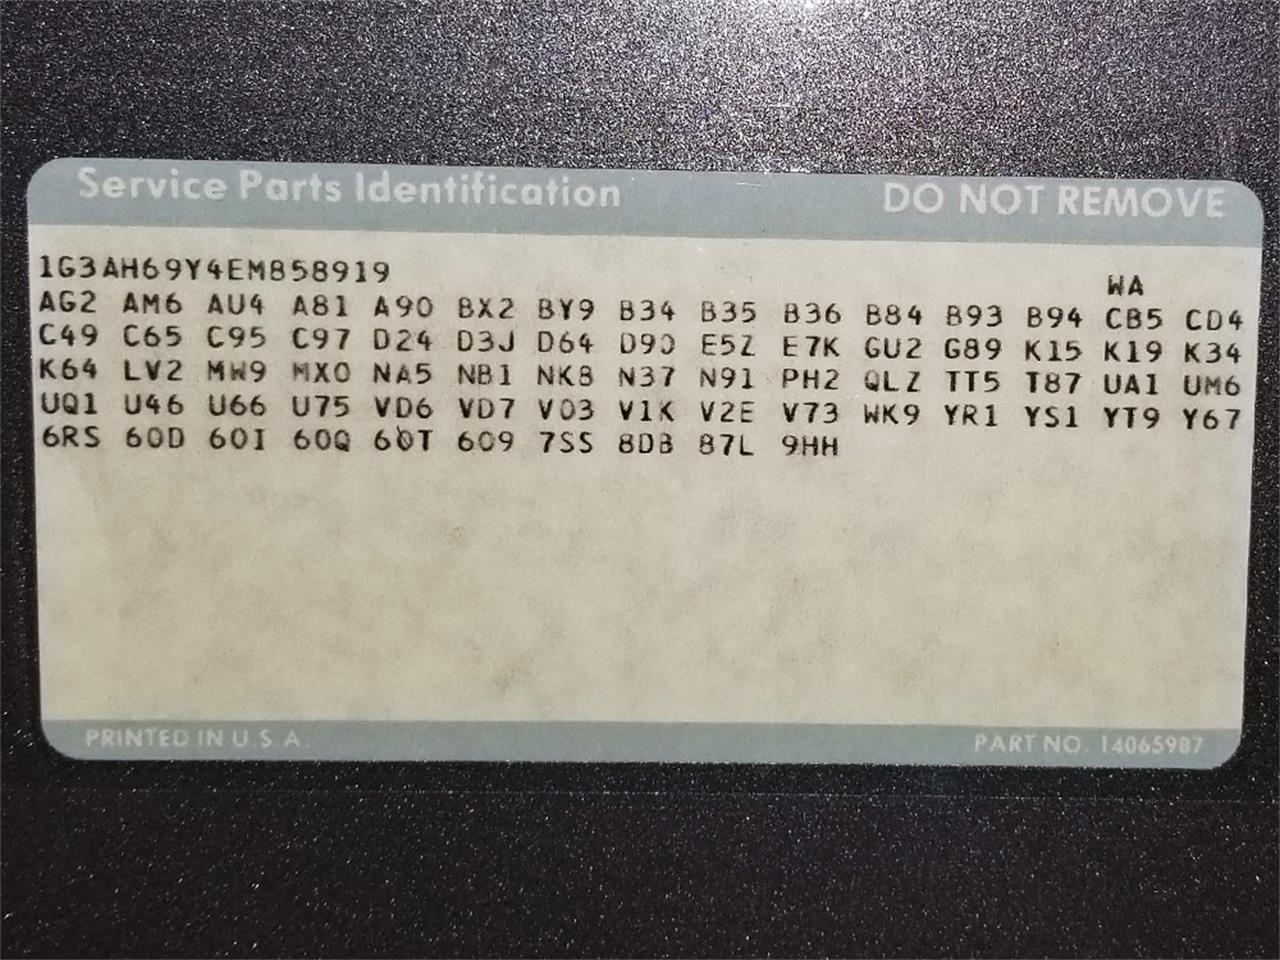 Service Parts Identification DO NOT REMOVE
1G3AH69Y4EM858919 WA
AG2 AM6 AU4 A81 A90 BX2 BY9 B34 B35 B36 B84 B93 B94 CB5 CD4
C49 C65 C95 C97 D24 D3J D64 D90 E5Z E7K GU2 G89 K15 K19 K34
K64 LV2 MW9 MX0 NA5 NB1 NK8 N37 N91 PH2 QLZ TT5 T87 UA1 UM6
UQ1 U46 U66 U75 VD6 VD7 V03 V1K V2E V73 WK9 YR1 YS1 YT9 Y67
6RS 60D 60I 60Q 60T 609 7SS 8DB 87L 9HH
PRINTED IN U.S.A. PART NO. 14065987